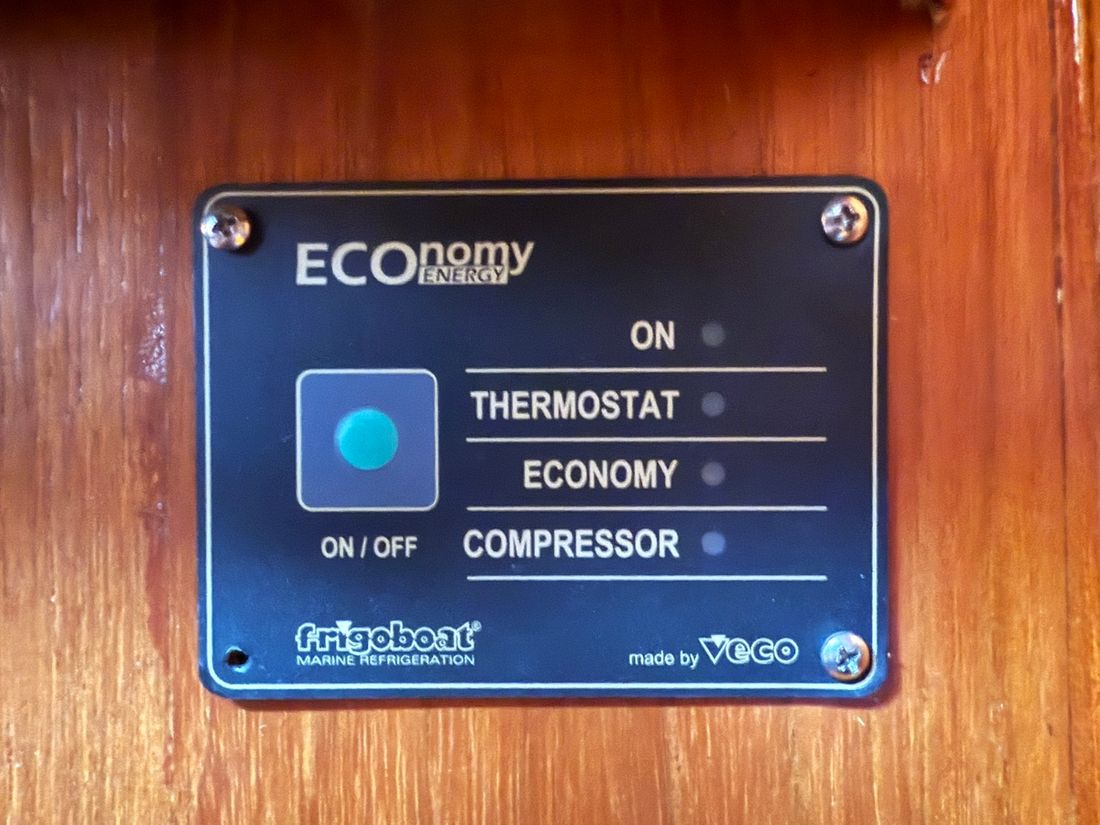 ECOnomy
ENERGY
ON
THERMOSTAT
ECONOMY
COMPRESSOR
ON / OFF
frigoboat®
MARINE REFRIGERATION
made by veco